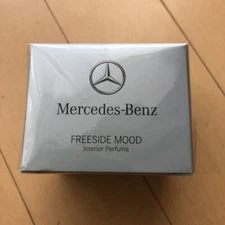 Mercedes-Benz
FREESIDE MOOD
Interior Perfume